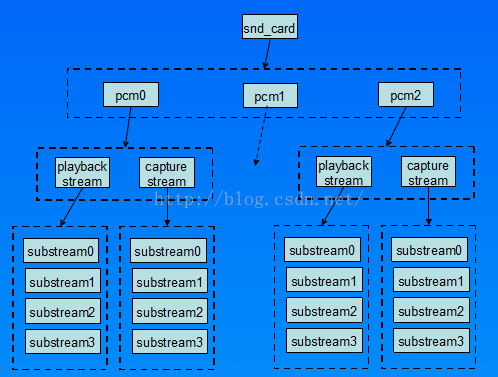 snd_card
pcm0
pcm1
pcm2
playback
stream
capture
stream
playback
stream
capture
stream
http://blog.csdn.net/
substream0
substream1
substream2
substream3
substream0
substream1
substream2
substream3
substream0
substream1
substream2
substream3
substream0
substream1
substream2
substream3